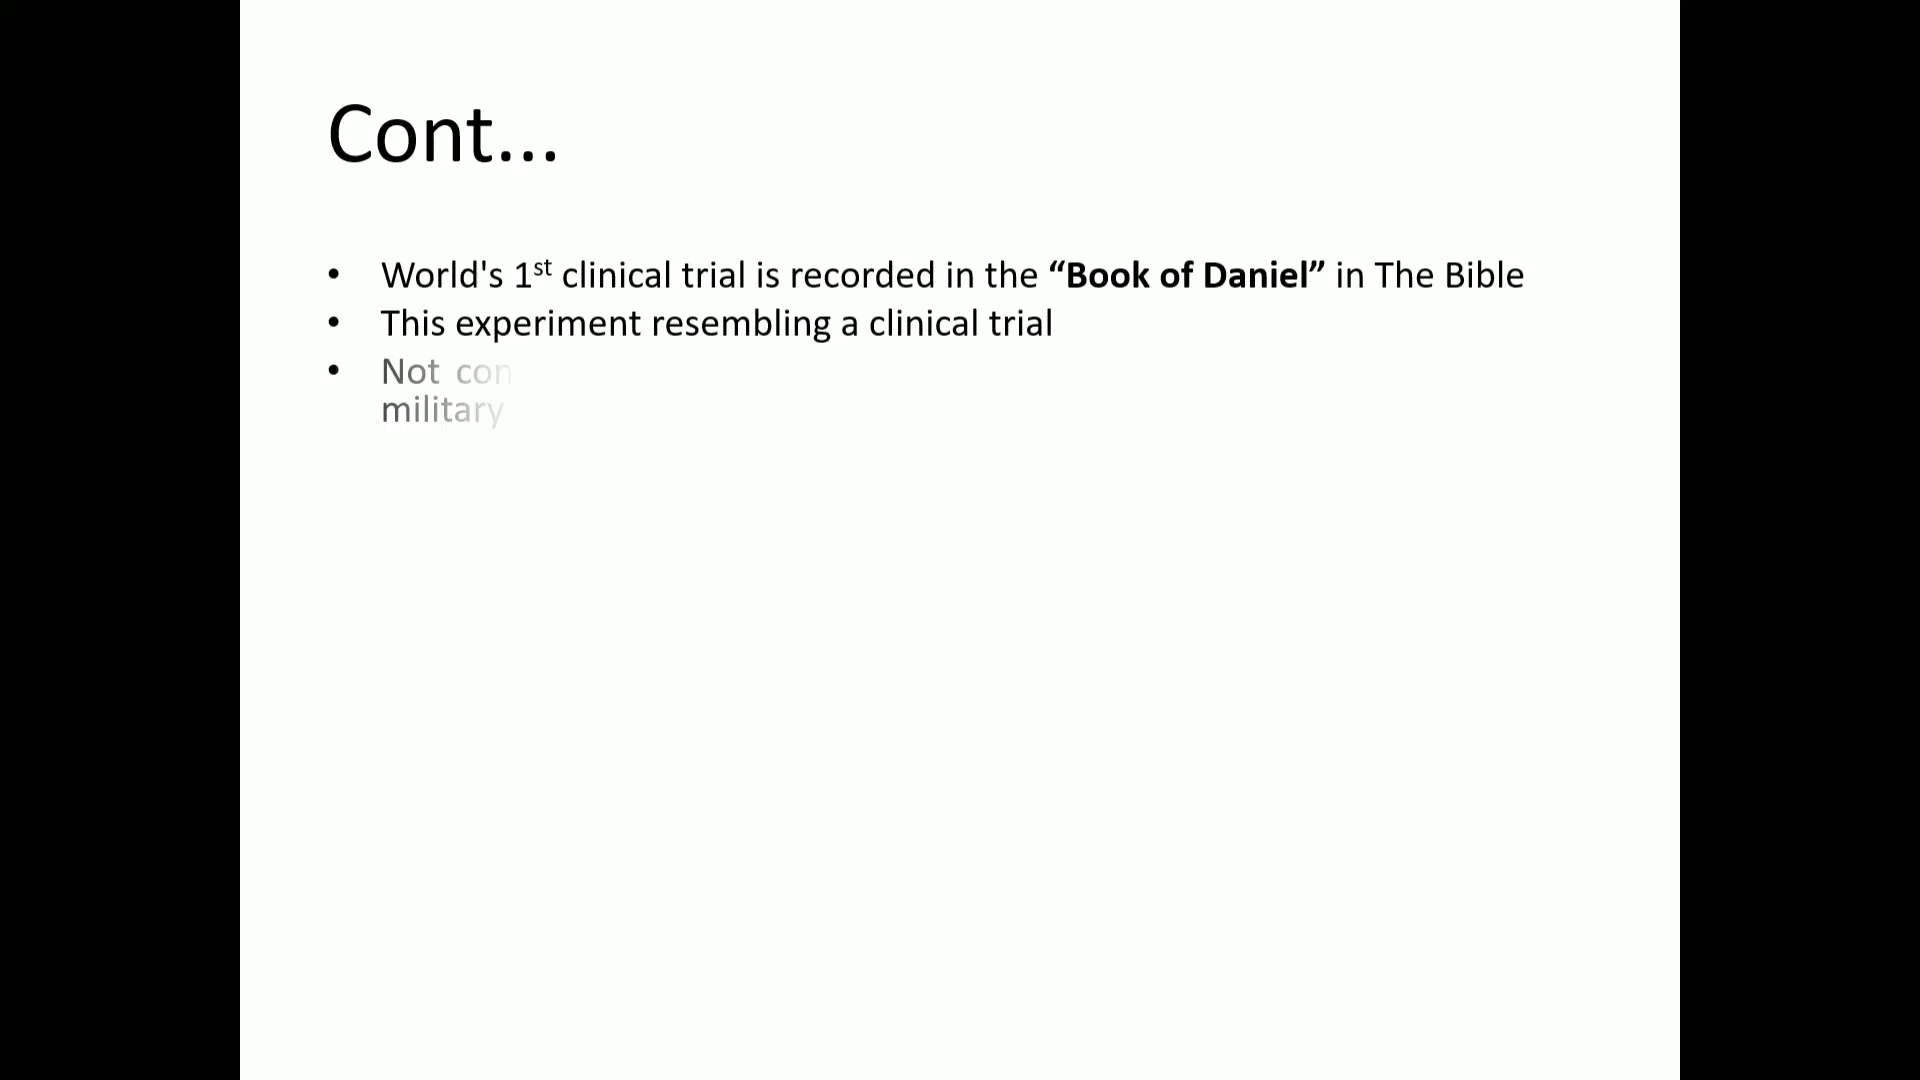 Cont...
• World's 1st clinical trial is recorded in the “Book of Daniel” in The Bible
• This experiment resembling a clinical trial
• Not con
military